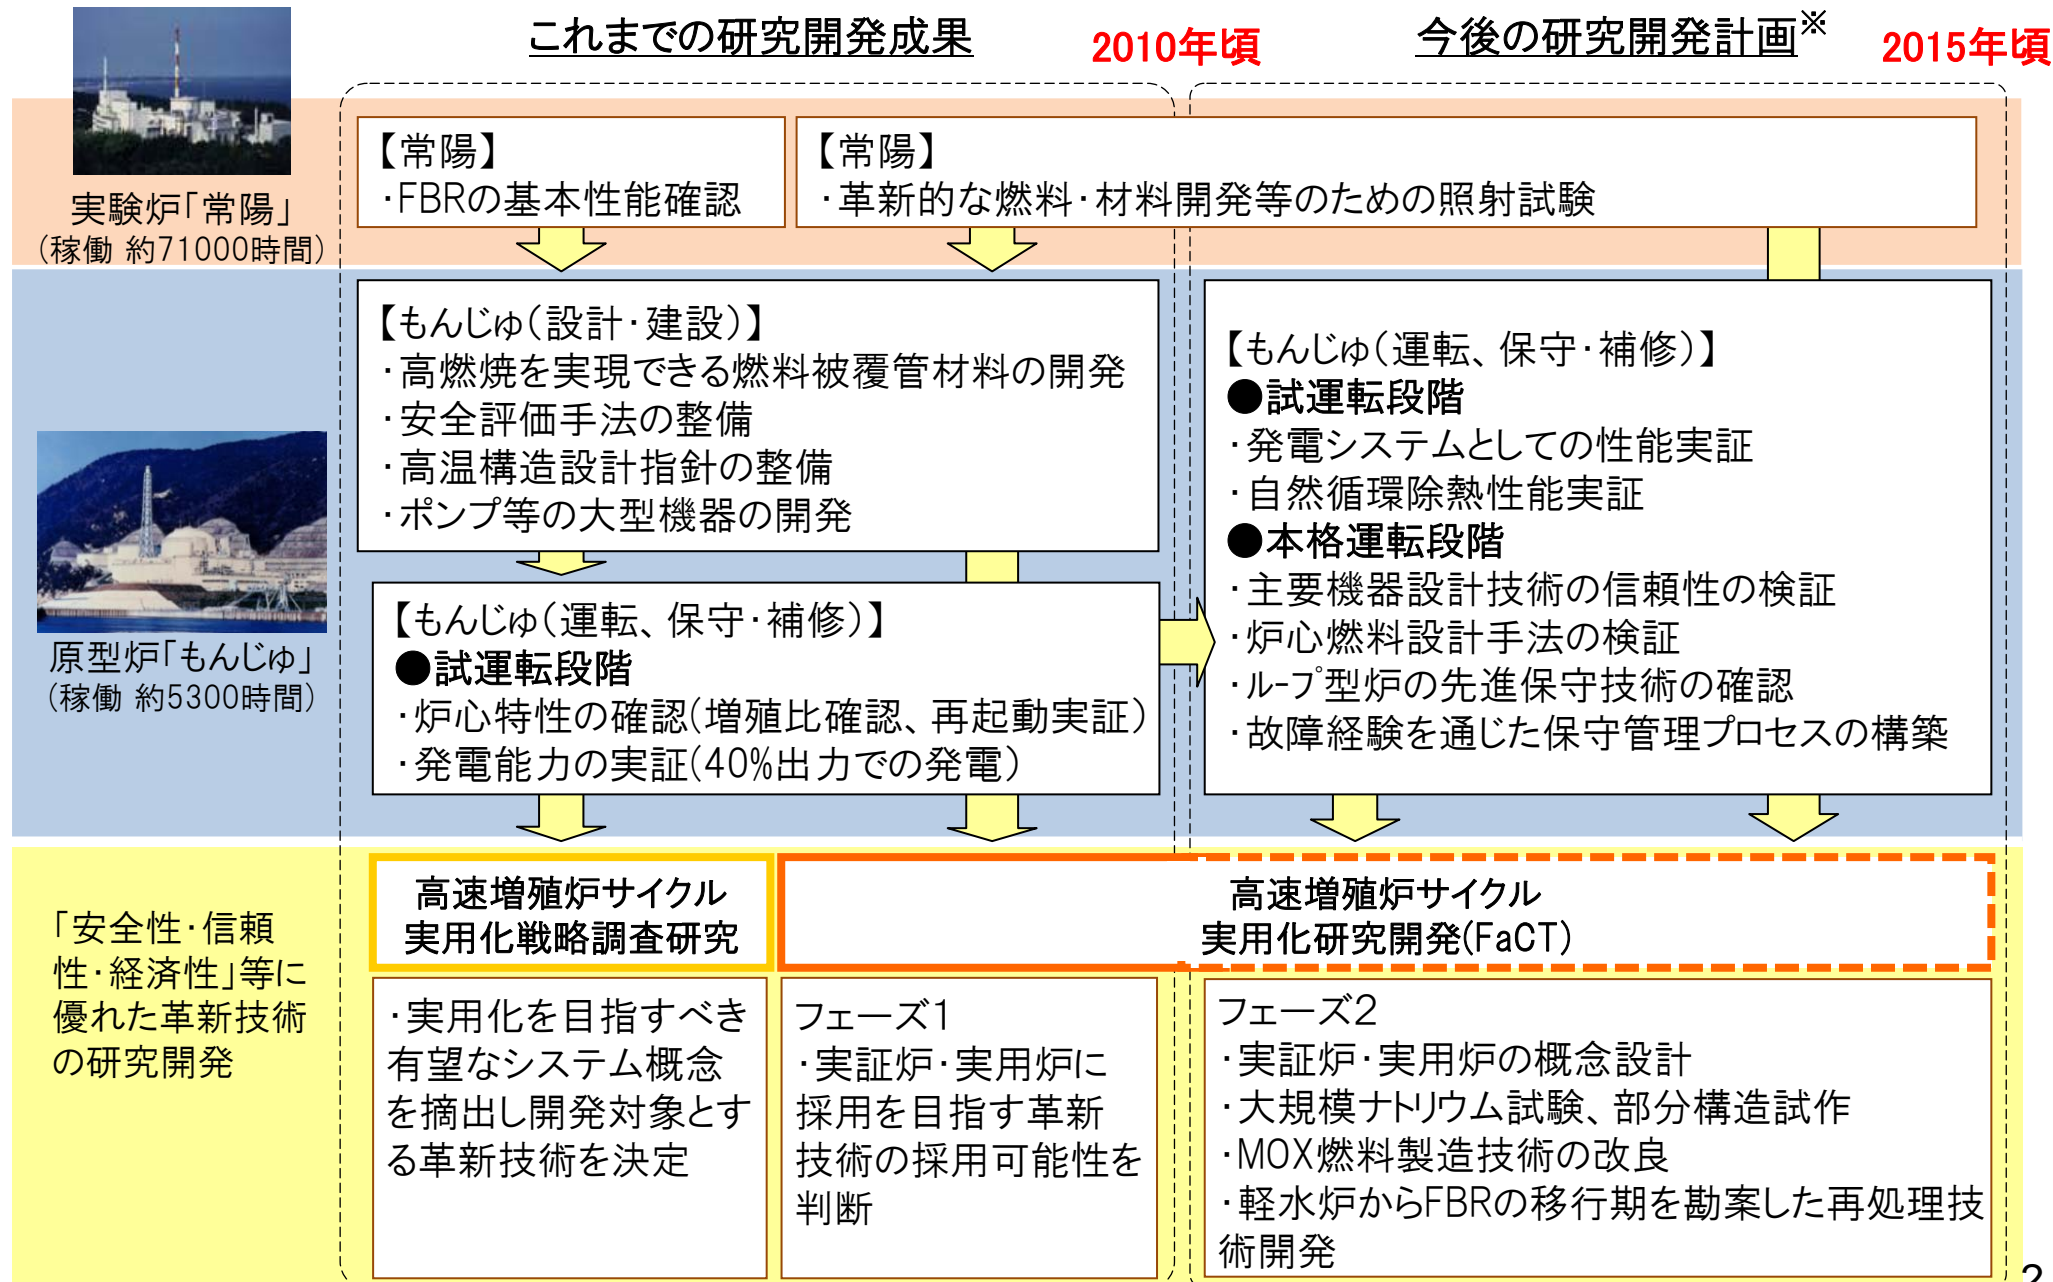 これまでの研究開発成果
2010年頃
今後の研究開発計画※
2015年頃
実験炉「常陽」
(稼働 約71000時間)
【常陽】
・FBRの基本性能確認
【常陽】
・革新的な燃料・材料開発等のための照射試験
原型炉「もんじゅ」
(稼働 約5300時間)
【もんじゅ(設計・建設)】
・高燃焼を実現できる燃料被覆管材料の開発
・安全評価手法の整備
・高温構造設計指針の整備
・ポンプ等の大型機器の開発
【もんじゅ(運転、保守・補修)】
●試運転段階
・炉心特性の確認(増殖比確認、再起動実証)
・発電能力の実証(40%出力での発電)
【もんじゅ(運転、保守・補修)】
●試運転段階
・発電システムとしての性能実証
・自然循環除熱性能実証
●本格運転段階
・主要機器設計技術の信頼性の検証
・炉心燃料設計手法の検証
・ループ型炉の先進保守技術の確認
・故障経験を通じた保守管理プロセスの構築
「安全性・信頼
性・経済性」等に
優れた革新技術
の研究開発
高速増殖炉サイクル
実用化戦略調査研究
・実用化を目指すべき
有望なシステム概念
を摘出し開発対象とす
る革新技術を決定
高速増殖炉サイクル
実用化研究開発(FaCT)
フェーズ1
・実証炉・実用炉に
採用を目指す革新
技術の採用可能性を
判断
フェーズ2
・実証炉・実用炉の概念設計
・大規模ナトリウム試験、部分構造試作
・MOX燃料製造技術の改良
・軽水炉からFBRの移行期を勘案した再処理技
術開発
2